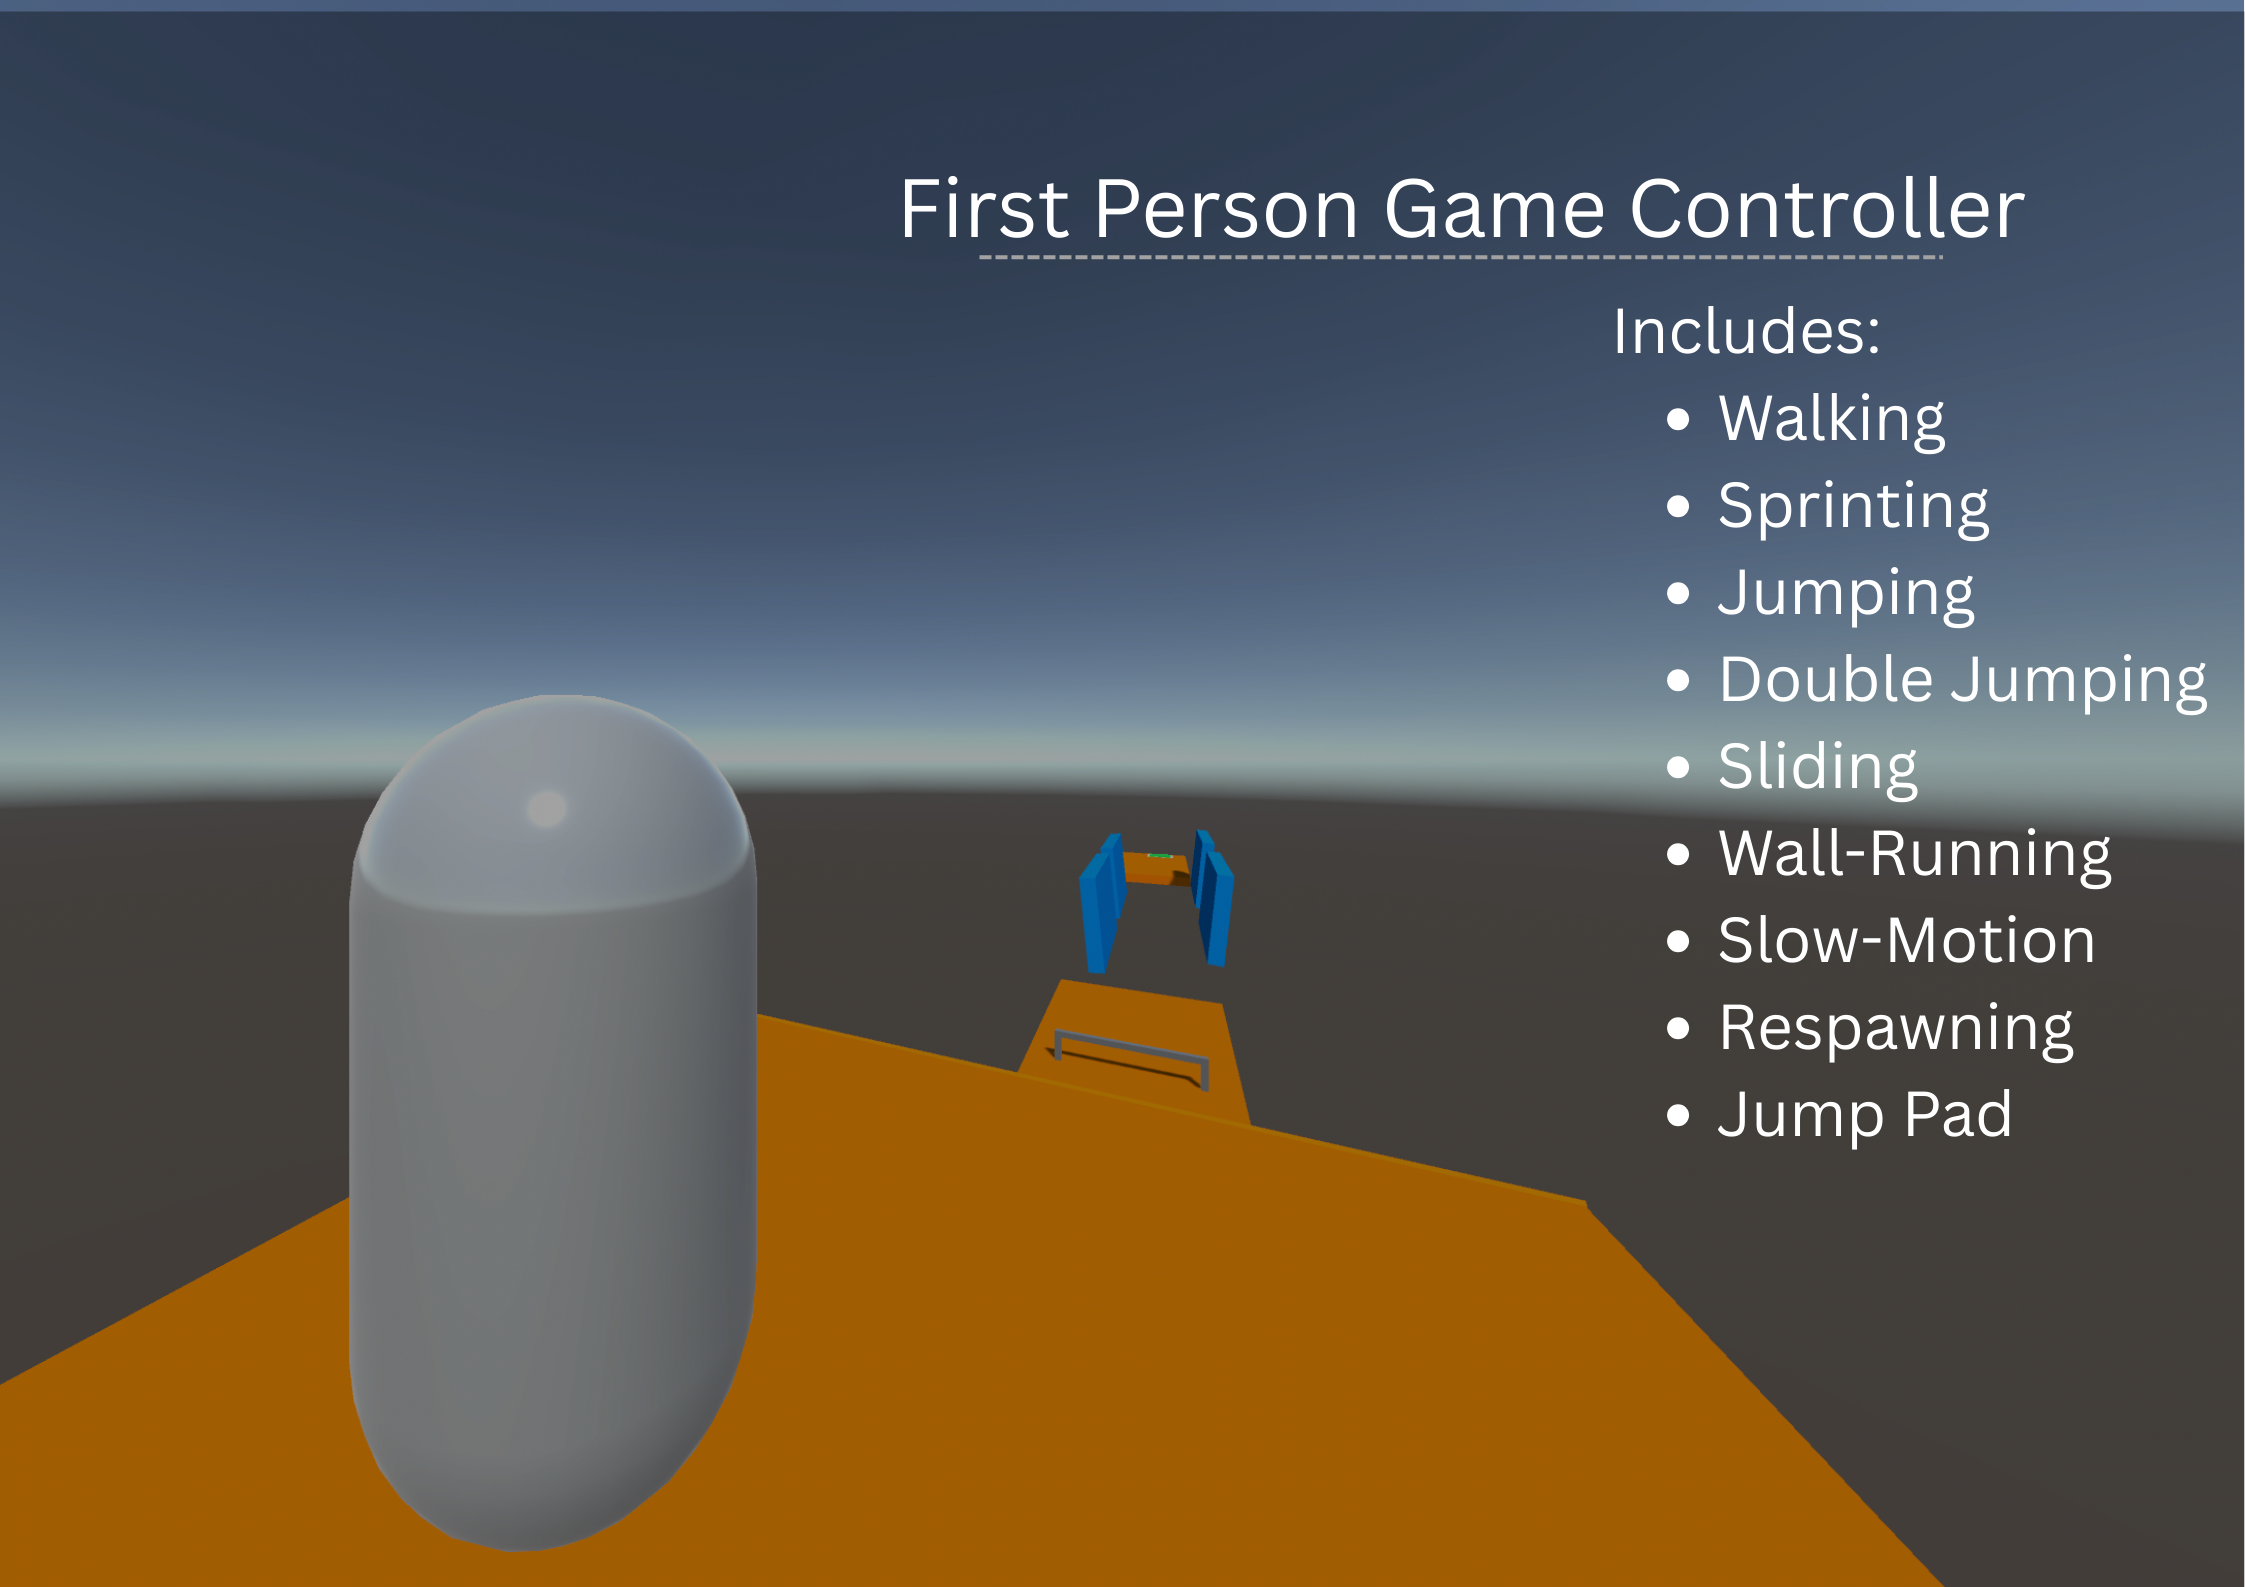 First Person Game Controller
Includes:
Walking
Sprinting
Jumping
Double Jumping
Sliding
Wall-Running
Slow-Motion
Respawning
Jump Pad